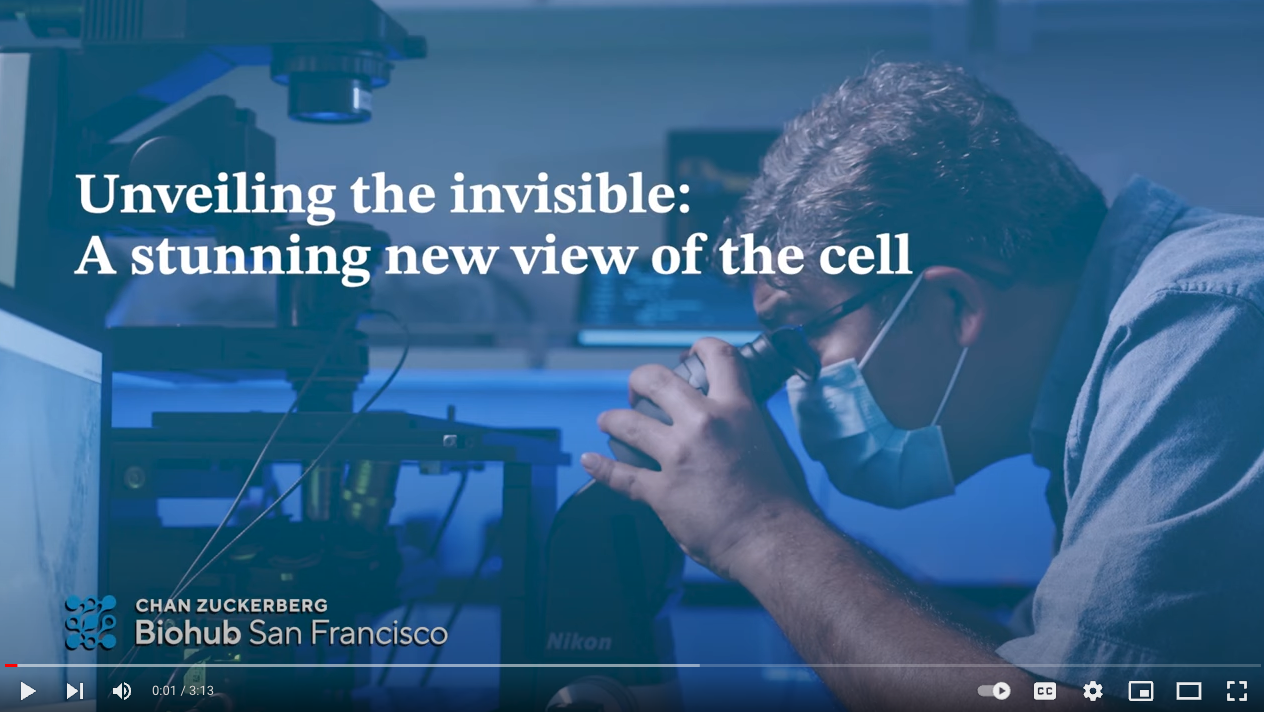 Unveiling the invisible:
A stunning new view of the cell
CHAN ZUCKERBERG
Biohub San Francisco
Nikon
0:01 / 3:13
CC